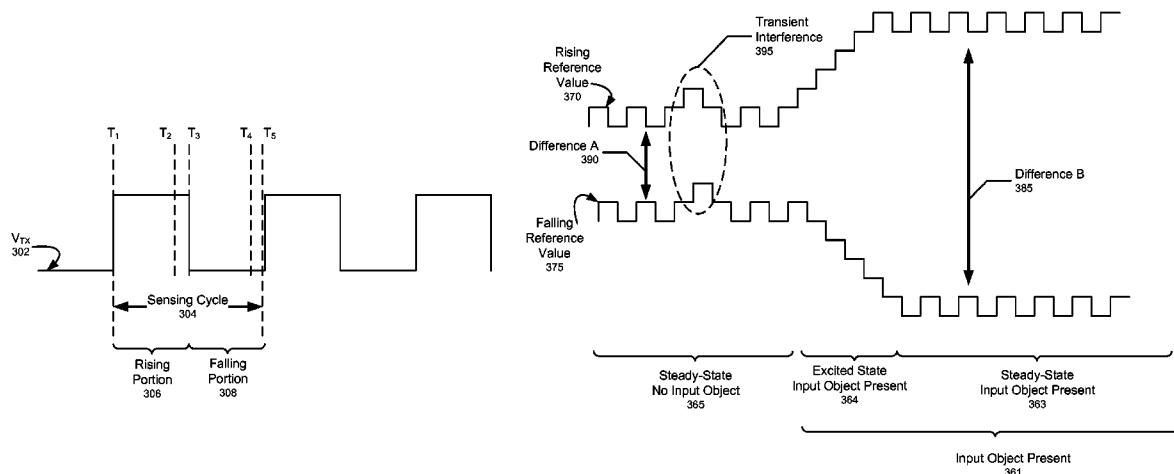 T1
T2
T3
T4
T5
VTX
302
Sensing Cycle
304
Rising
Portion
306
Falling
Portion
308
Transient
Interference
395
Rising
Reference
Value
370
Difference A
390
Difference B
385
Falling
Reference
Value
375
Steady-State
No Input Object
365
Excited State
Input Object Present
364
Steady-State
Input Object Present
363
Input Object Present
361